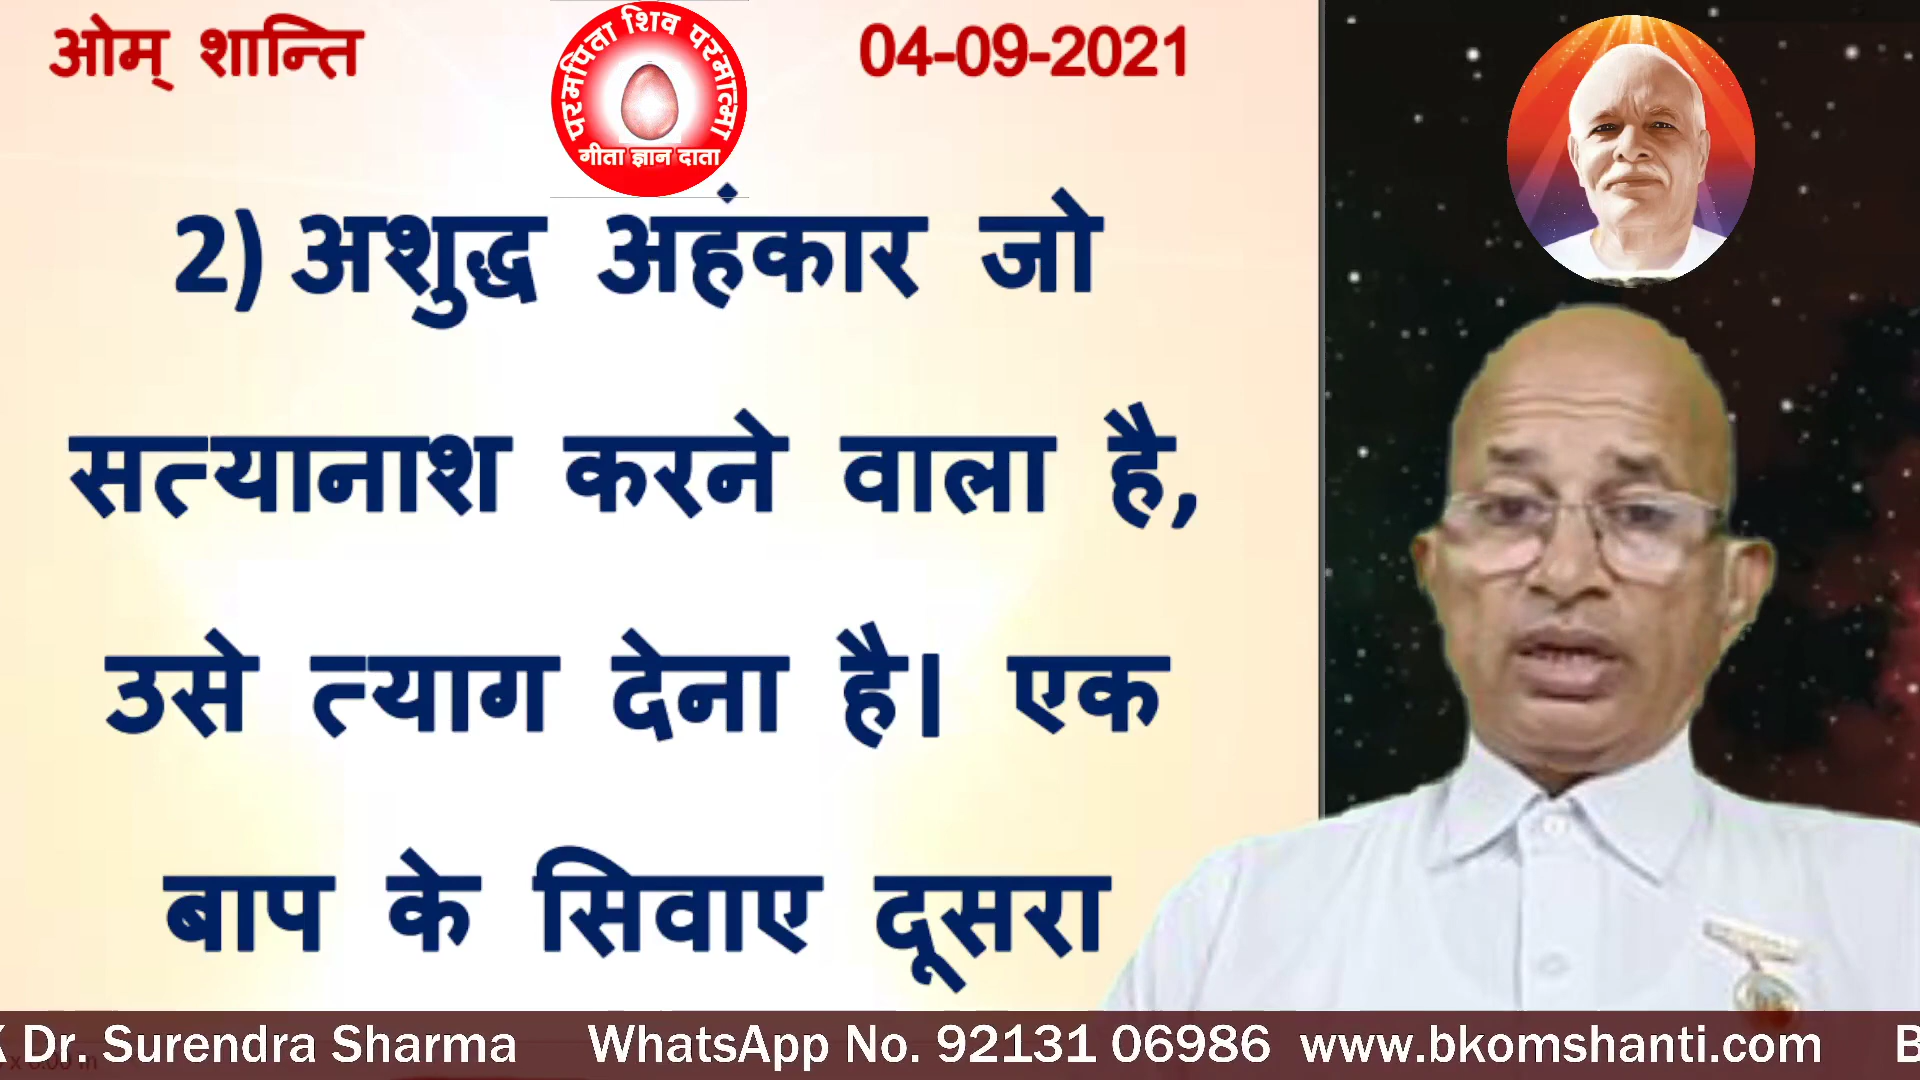 ओम् शान्ति
परमपिता शिव परमात्मा
गीता ज्ञान दाता
04-09-2021
2) अशुद्ध अहंकार जो
सत्यानाश करने वाला है,
उसे त्याग देना है। एक
बाप के सिवाए दूसरा
K Dr. Surendra Sharma WhatsApp No. 92131 06986 www.bkomshanti.com B